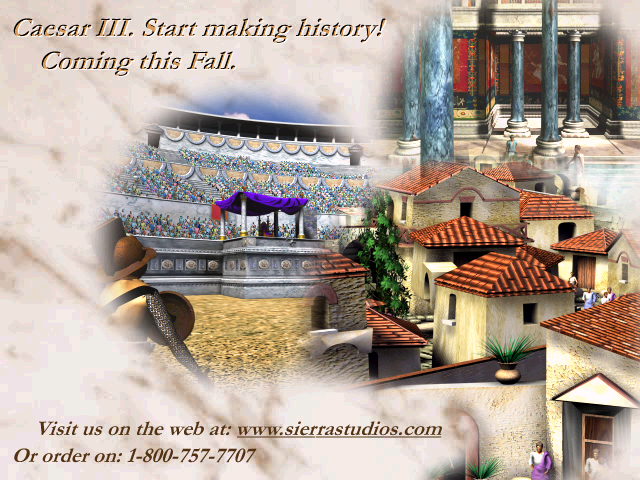 Caesar III. Start making history!
Coming this Fall.
Visit us on the web at: www.sierrastudios.com
Or order on: 1-800-757-7707